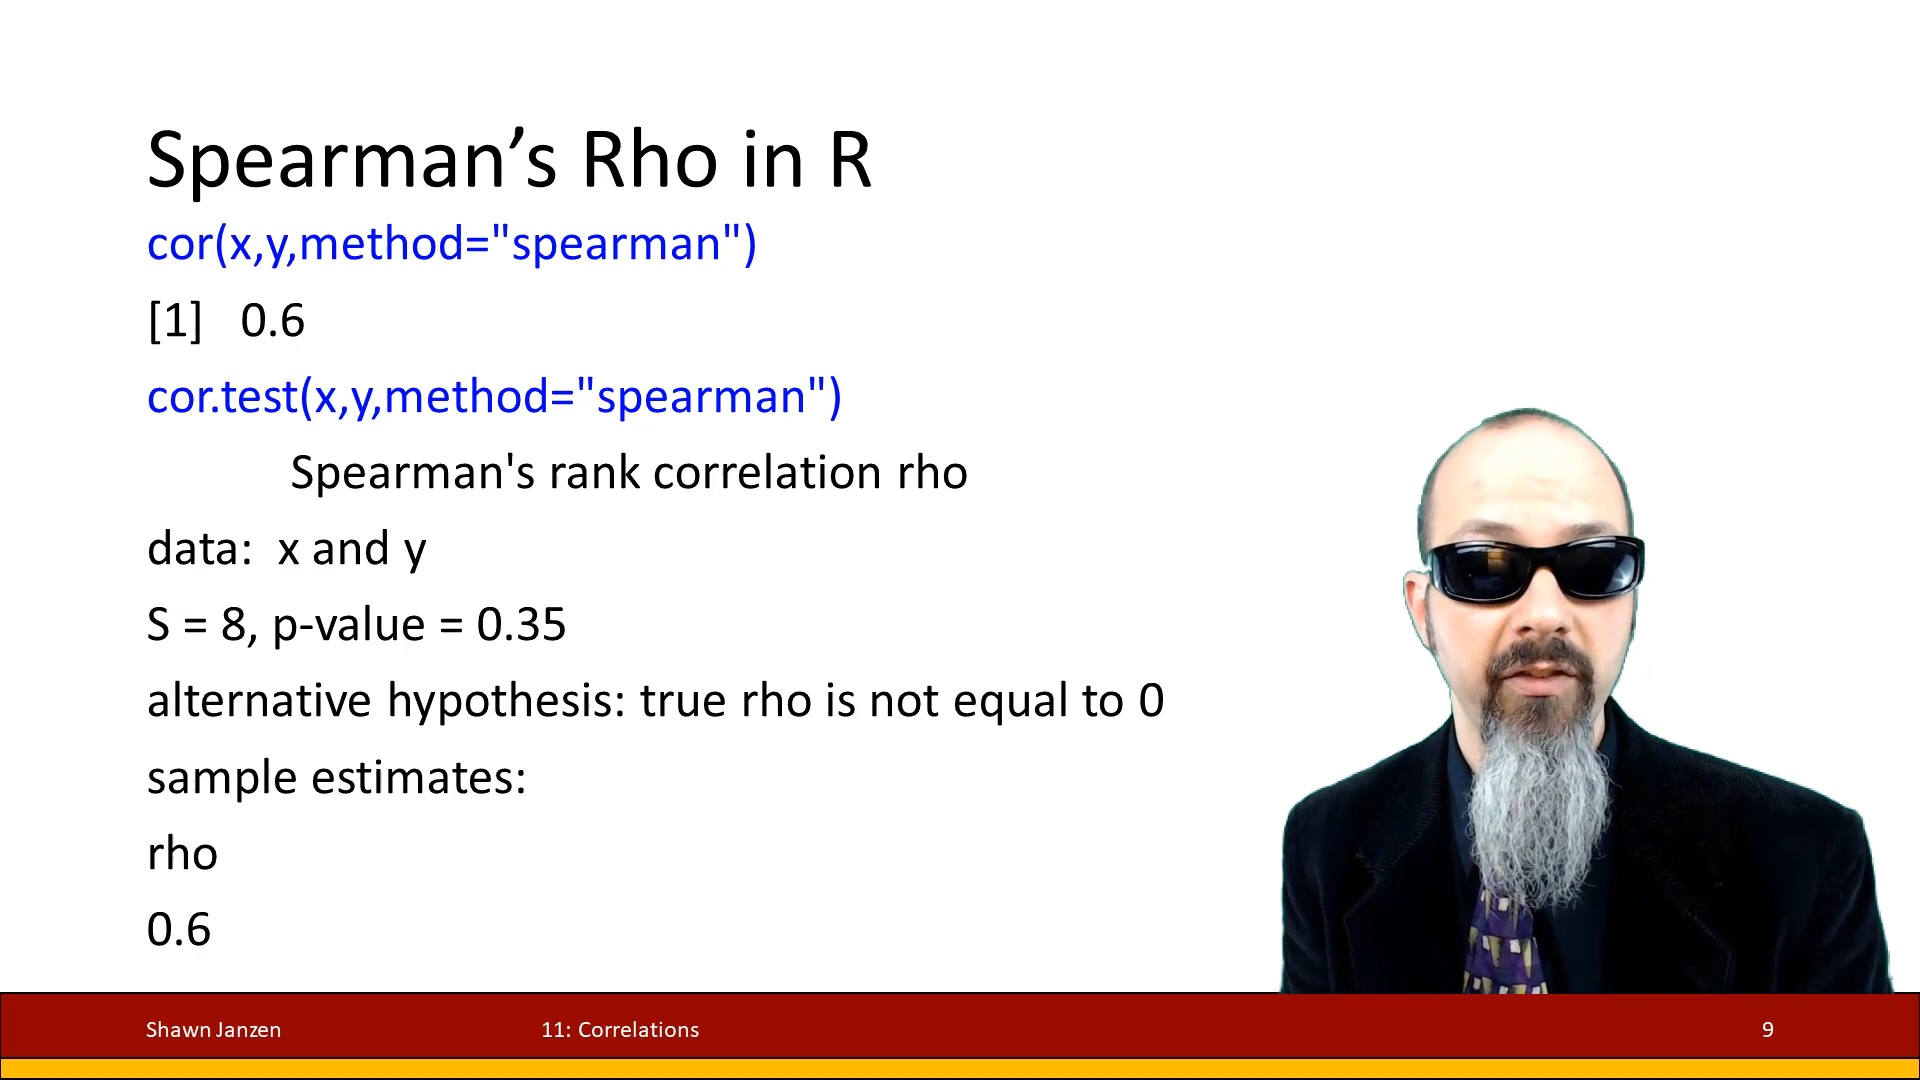 Spearman’s Rho in R
cor(x,y,method="spearman")
[1]   0.6
cor.test(x,y,method="spearman")
Spearman's rank correlation rho
data:  x and y
S = 8, p-value = 0.35
alternative hypothesis: true rho is not equal to 0
sample estimates:
rho
0.6
Shawn Janzen
11: Correlations
9